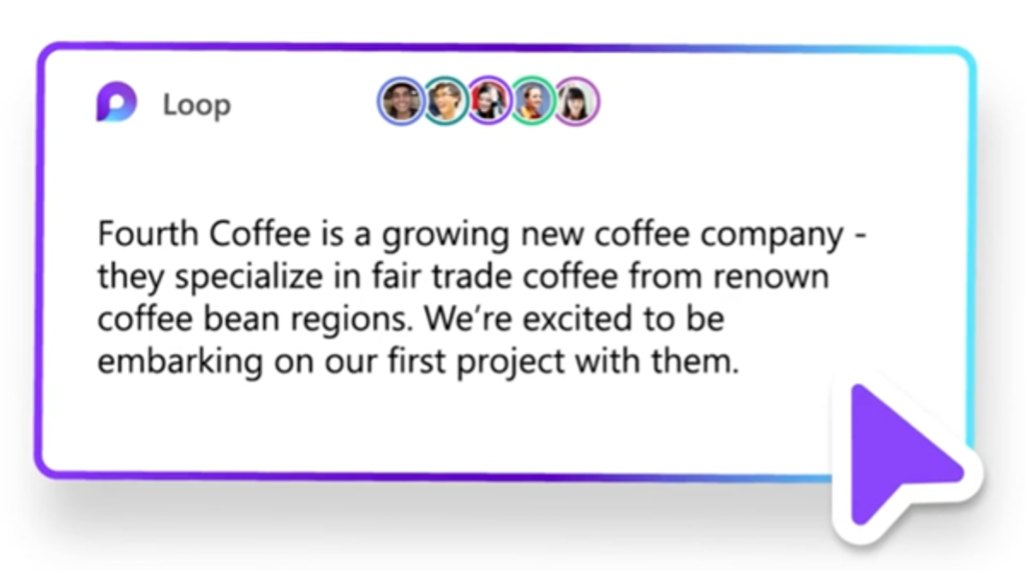 Loop
Fourth Coffee is a growing new coffee company -
they specialize in fair trade coffee from renown
coffee bean regions. We’re excited to be
embarking on our first project with them.